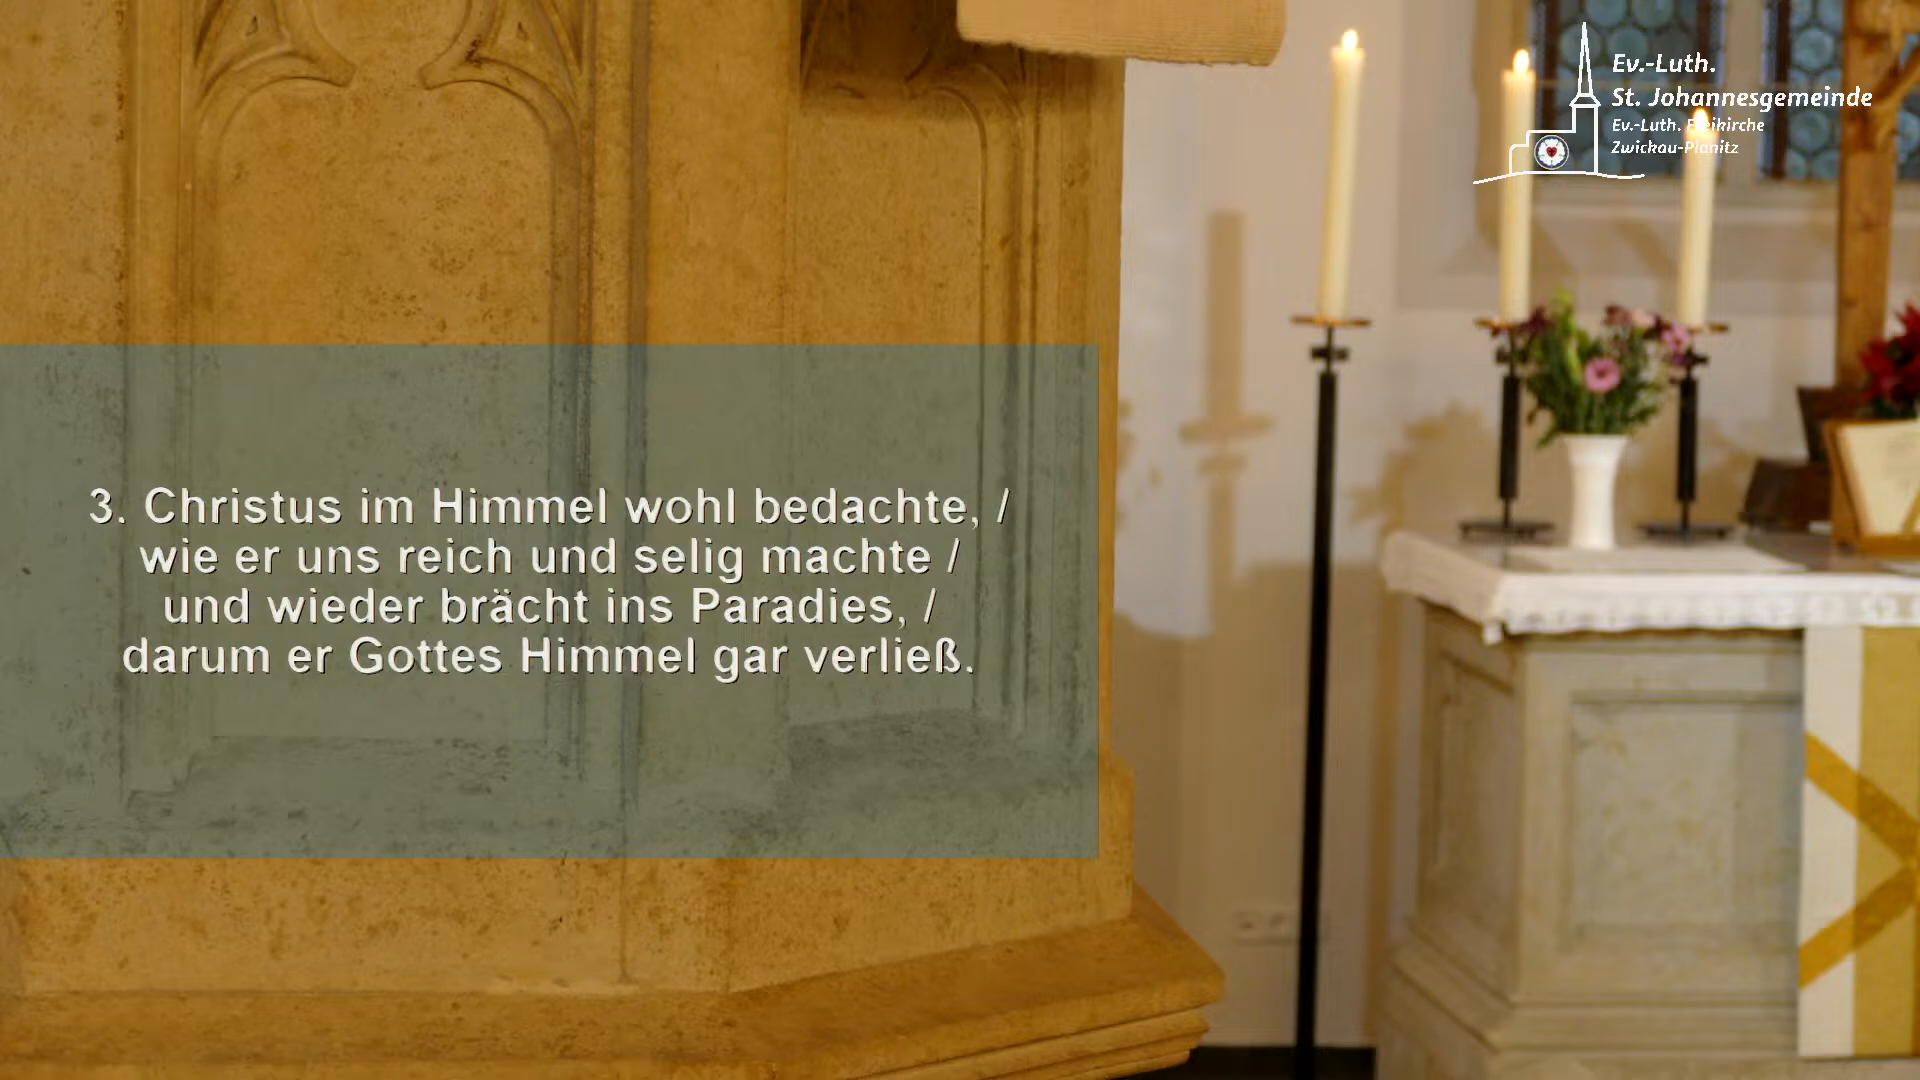 Ev.-Luth.
St. Johannesgemeinde
Ev.-Luth. Freikirche
Zwickau-Planitz
3. Christus im Himmel wohl bedachte, /
wie er uns reich und selig machte /
und wieder brächt ins Paradies, /
darum er Gottes Himmel gar verließ.